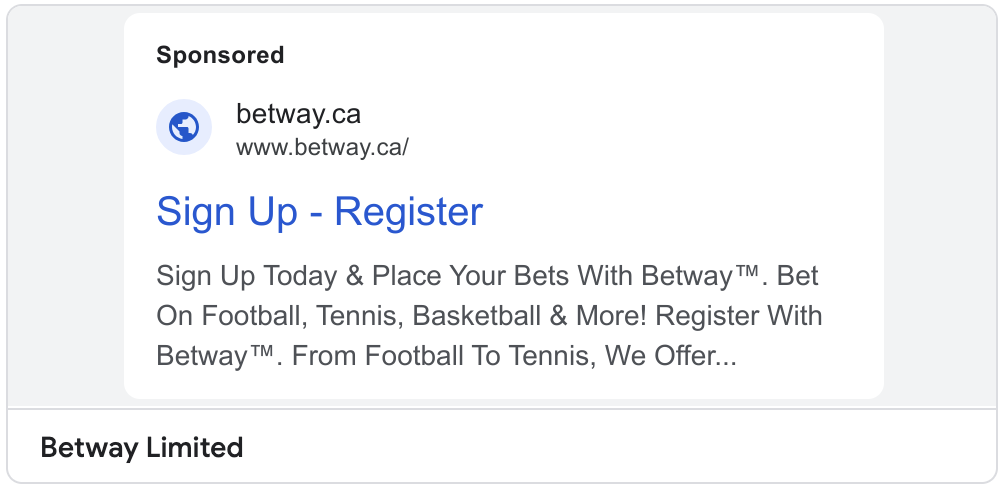 Sponsored
betway.ca
www.betway.ca/
Sign Up - Register
Sign Up Today & Place Your Bets With Betway™. Bet
On Football, Tennis, Basketball & More! Register With
Betway™. From Football To Tennis, We Offer...
Betway Limited